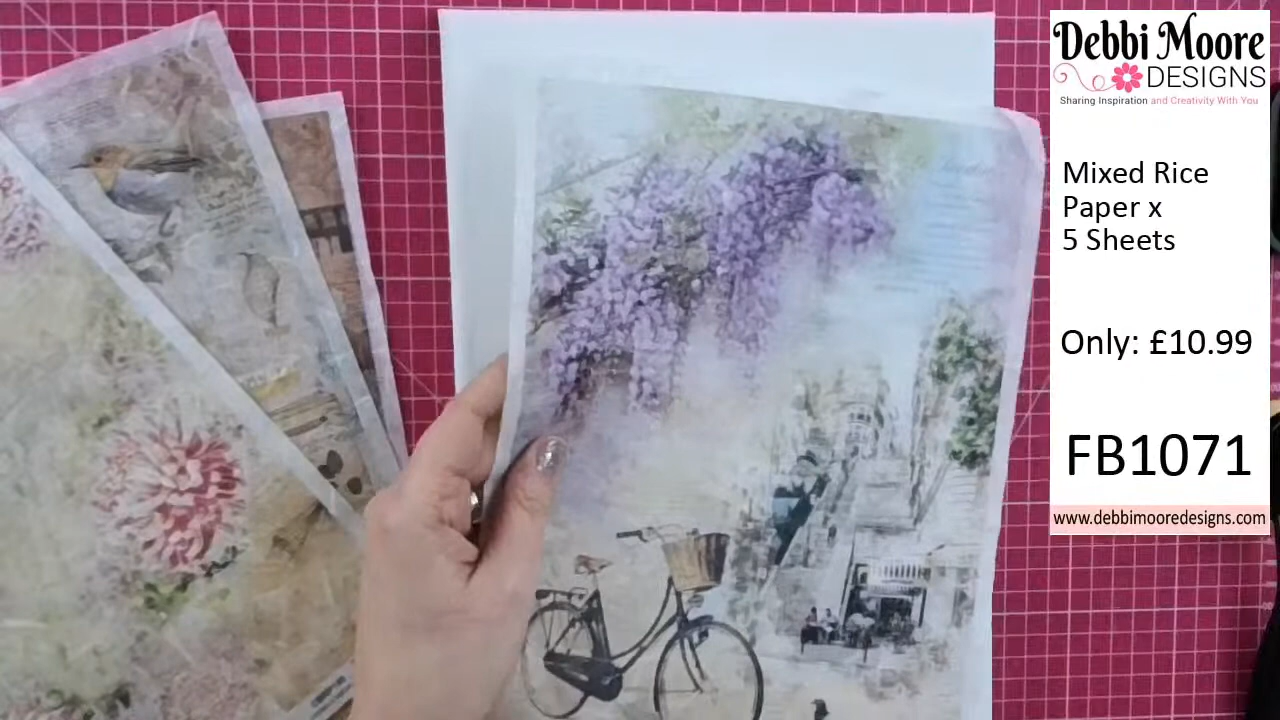 Debbi Moore
DESIGNS
Sharing Inspiration and Creativity With You
Mixed Rice
Paper x
5 Sheets
Only: £10.99
FB1071
www.debbimooredesigns.com